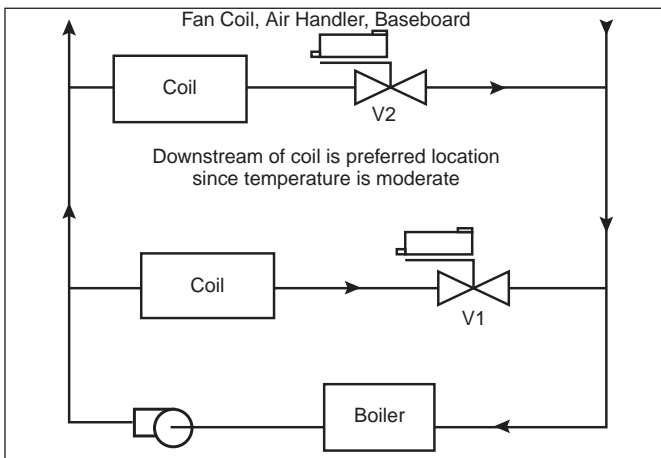 Fan Coil, Air Handler, Baseboard
Coil
V2
Downstream of coil is preferred location
since temperature is moderate
Coil
V1
Boiler